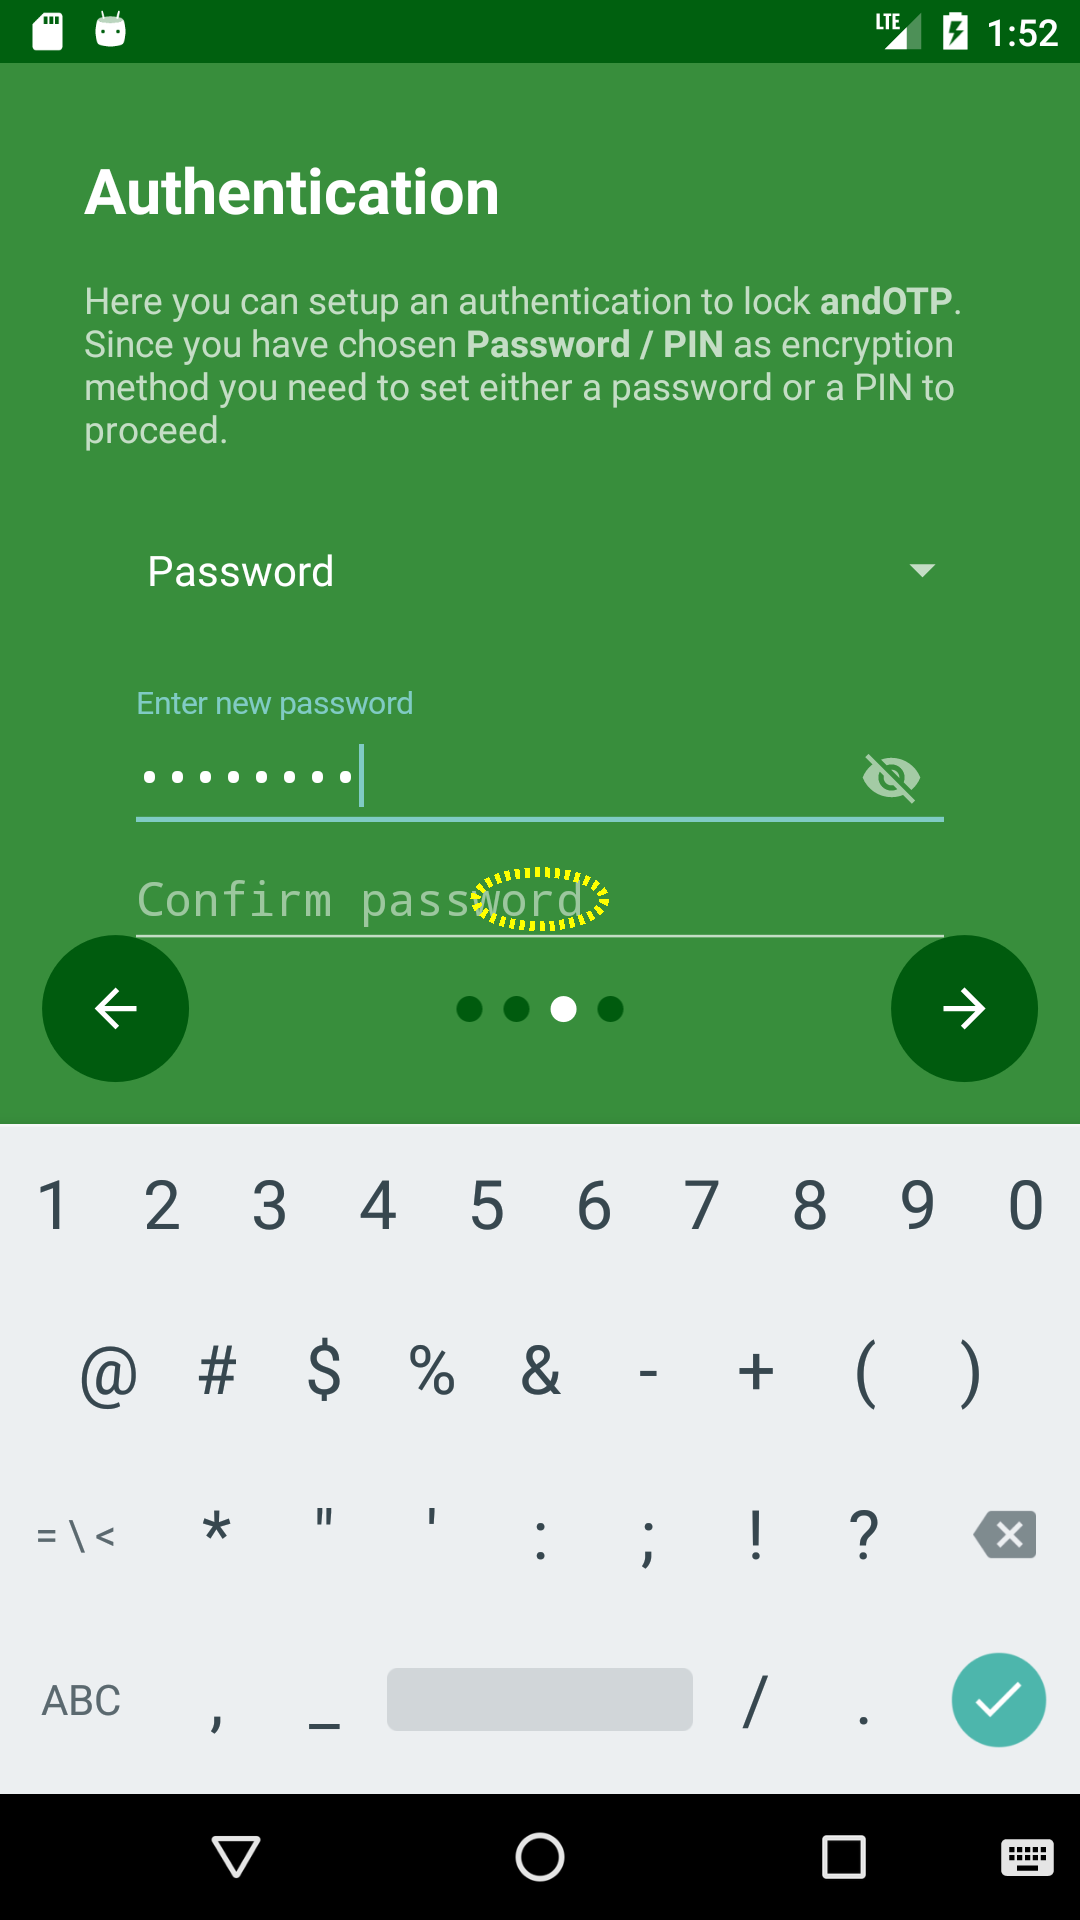 LTE 1:52
Authentication
Here you can setup an authentication to lock andOTP.
Since you have chosen Password / PIN as encryption
method you need to set either a password or a PIN to
proceed.
Password
Enter new password
••••••••
Confirm password
1 2 3 4 5 6 7 8 9 0
@ # $ % & - + ( )
= \ < * " ' : ; ! ?
ABC , _ / .